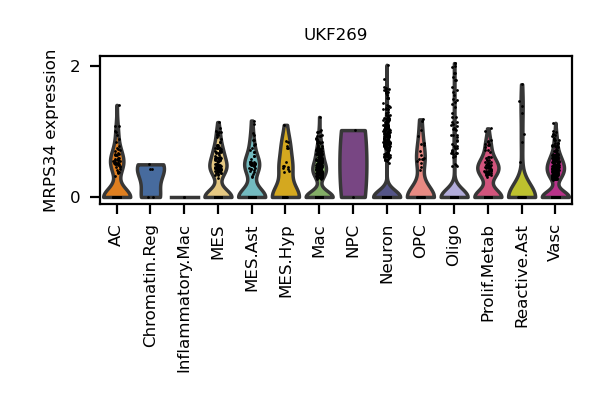 UKF269
MRPS34 expression
2
0
AC
Chromatin.Reg
Inflammatory.Mac
MES
MES.Ast
MES.Hyp
Mac
NPC
Neuron
OPC
Oligo
Prolif.Metab
Reactive.Ast
Vasc